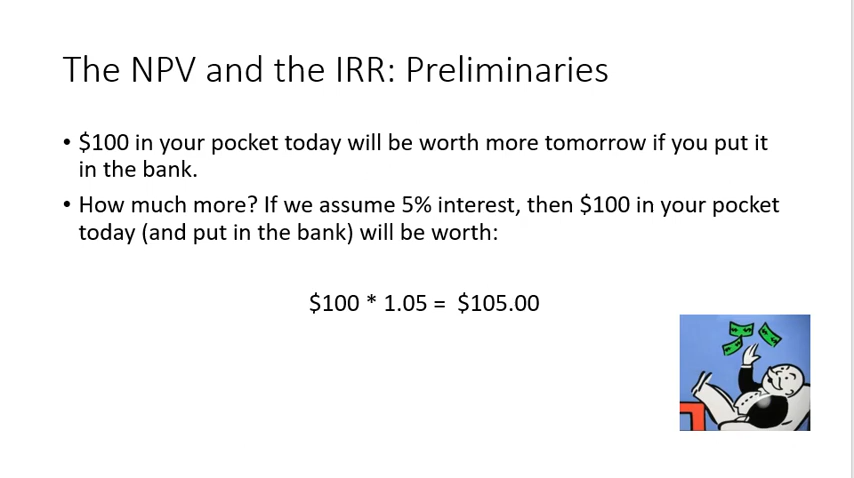 The NPV and the IRR: Preliminaries
• $100 in your pocket today will be worth more tomorrow if you put it
in the bank.
• How much more? If we assume 5% interest, then $100 in your pocket
today (and put in the bank) will be worth:
$100 * 1.05 =  $105.00